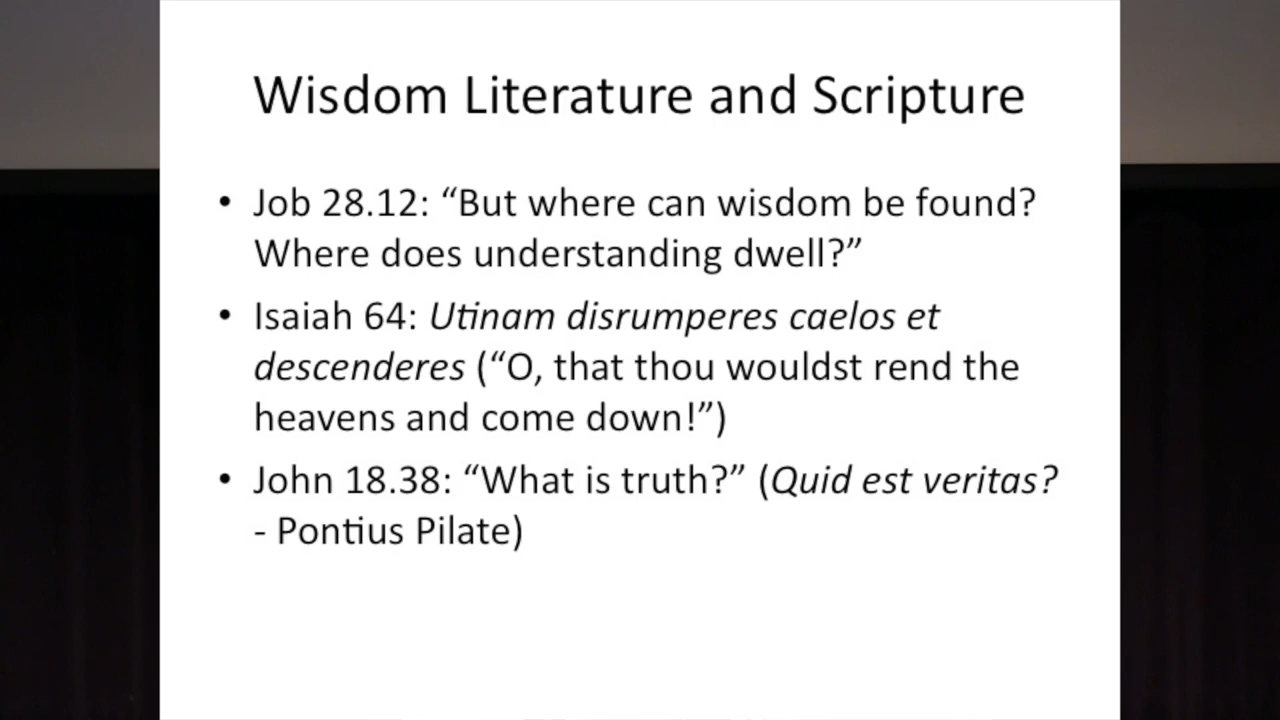 Wisdom Literature and Scripture
• Job 28.12: “But where can wisdom be found?
Where does understanding dwell?”
• Isaiah 64: Utinam disrumperes caelos et
descenderes (“O, that thou wouldst rend the
heavens and come down!”)
• John 18.38: “What is truth?” (Quid est veritas?
- Pontius Pilate)